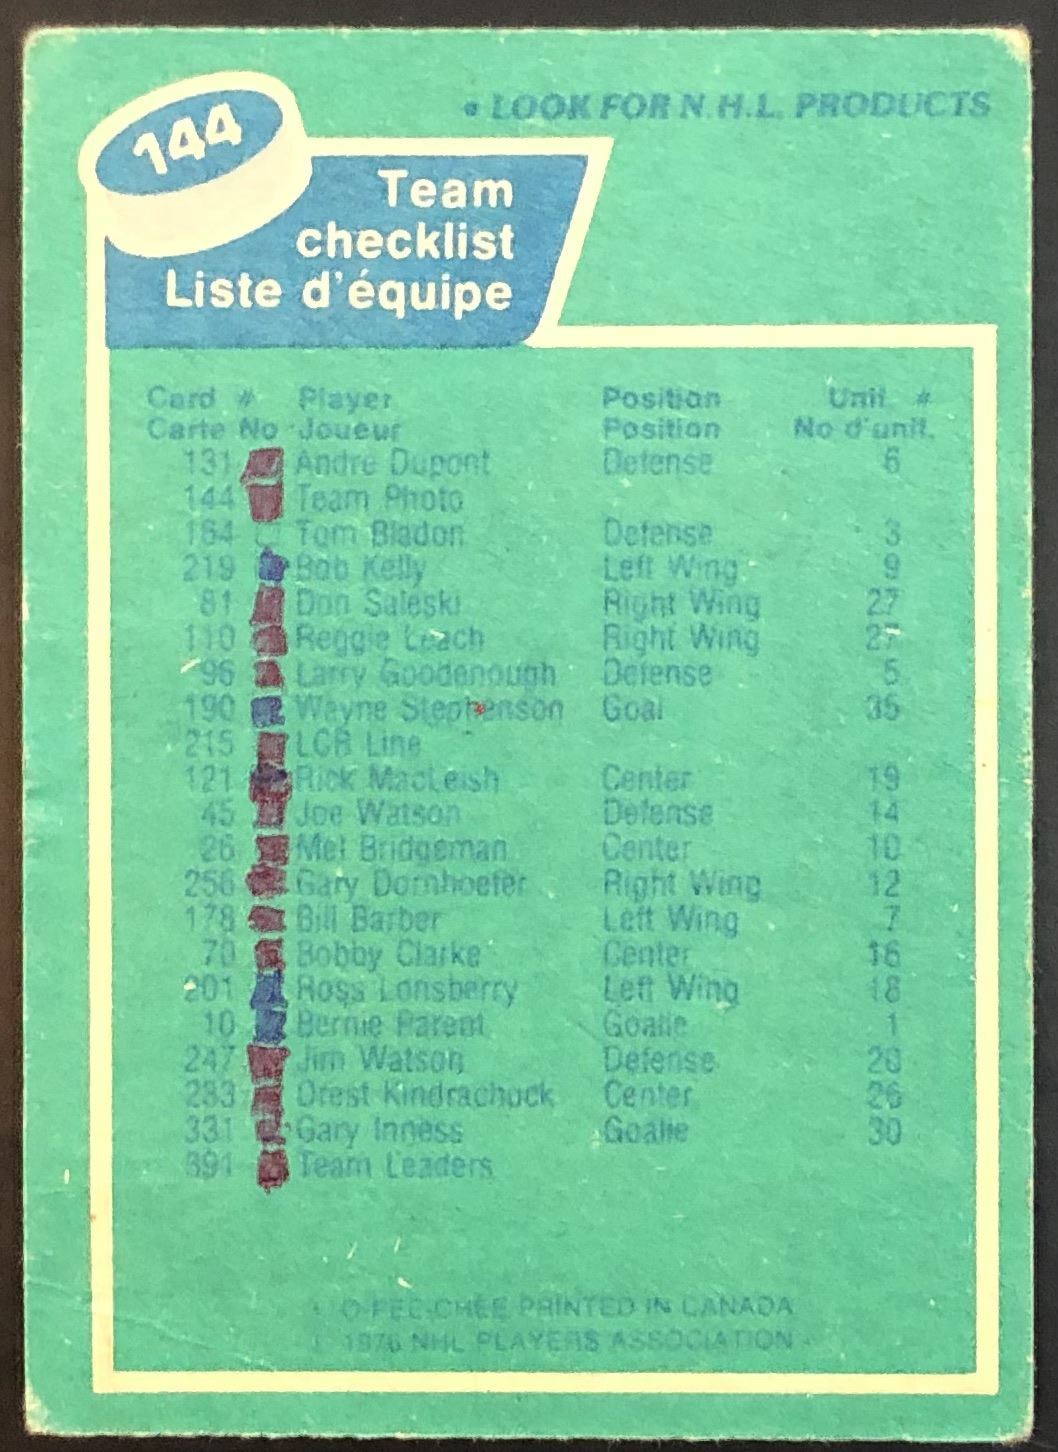 144
• LOOK FOR N.H.L. PRODUCTS
Team
checklist
Liste d'équipe
Card # Player Position Unit #
Carte No Joueur Position No d'unif.
131 Andre Dupont Defense 6
144 Team Photo
164 Tom Bladon Defense 3
219 Bob Kelly Left Wing 9
81 Don Saleski Right Wing
110 Reggie Leach Right Wing 27
96 Larry Goodenough Defense 5
190 Wayne Stephenson Goal 35
215 LCB Line
121 Rick MacLeish Center 19
45 Joe Watson Defense 14
26 Mel Bridgeman Center 10
256 Gary Dornhoefer Right Wing 12
178 Bill Barber Left Wing 7
70 Bobby Clarke Center 16
201 Ross Lonsberry Left Wing 18
10 Bernie Parent Goalie 1
247 Jim Watson Defense 20
233 Orest Kindrachuck Center 26
331 Gary Inness Goalie 30
391 Team Leaders
O-PEE-CHEE PRINTED IN CANADA
1976 NHL PLAYERS ASSOCIATION